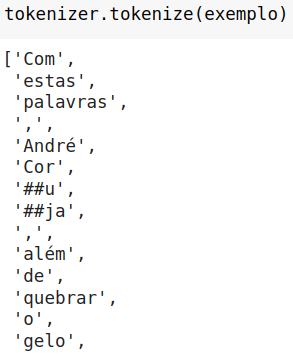 tokenizer.tokenize(exemplo)
['Com',
'estas',
'palavras',
',',
'André',
'Cor',
'##u',
'##ja',
',',
'além',
'de',
'quebrar',
'o',
'gelo',